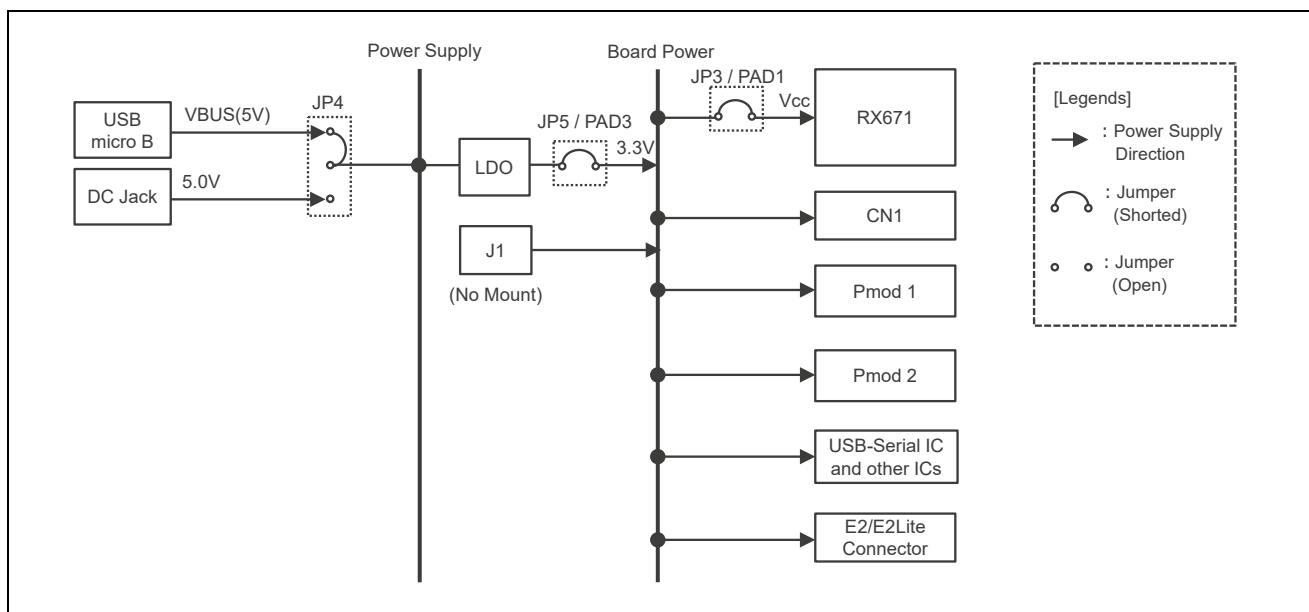 Power Supply
Board Power
JP3 / PAD1
Vcc
RX671
USB
micro B
VBUS(5V)
JP4
JP5 / PAD3
3.3V
LDO
DC Jack
5.0V
CN1
J1
(No Mount)
Pmod 1
Pmod 2
USB-Serial IC
and other ICs
E2/E2Lite
Connector
[Legends]
: Power Supply
Direction
: Jumper
(Shorted)
: Jumper
(Open)